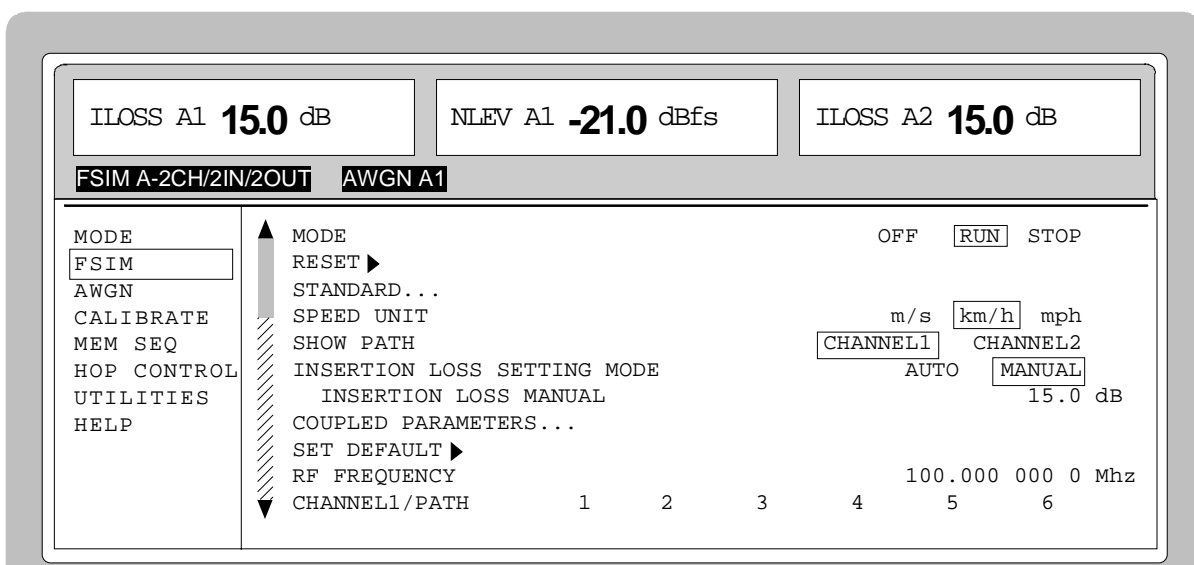 ILOSS A1 15.0 dB NLEV A1 -21.0 dBfs ILOSS A2 15.0 dB
FSIM A-2CH/2IN/2OUT AWGN A1
MODE
FSIM
AWGN
CALIBRATE
MEM SEQ
HOP CONTROL
UTILITIES
HELP
MODE OFF RUN STOP
RESET
STANDARD...
SPEED UNIT m/s km/h mph
SHOW PATH CHANNEL1 CHANNEL2
INSERTION LOSS SETTING MODE AUTO MANUAL
INSERTION LOSS MANUAL 15.0 dB
COUPLED PARAMETERS...
SET DEFAULT
RF FREQUENCY 100.000 000 0 Mhz
CHANNEL1/PATH 1 2 3 4 5 6